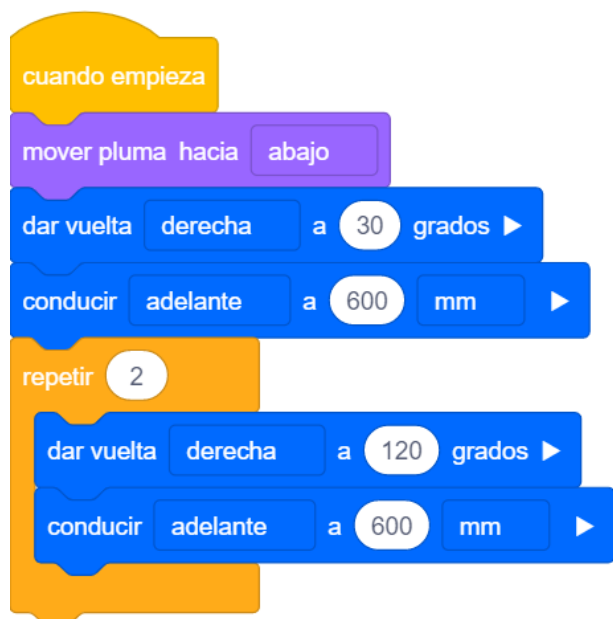 cuando empieza
mover pluma hacia abajo
dar vuelta derecha a 30 grados
conducir adelante a 600 mm
repetir 2
dar vuelta derecha a 120 grados
conducir adelante a 600 mm